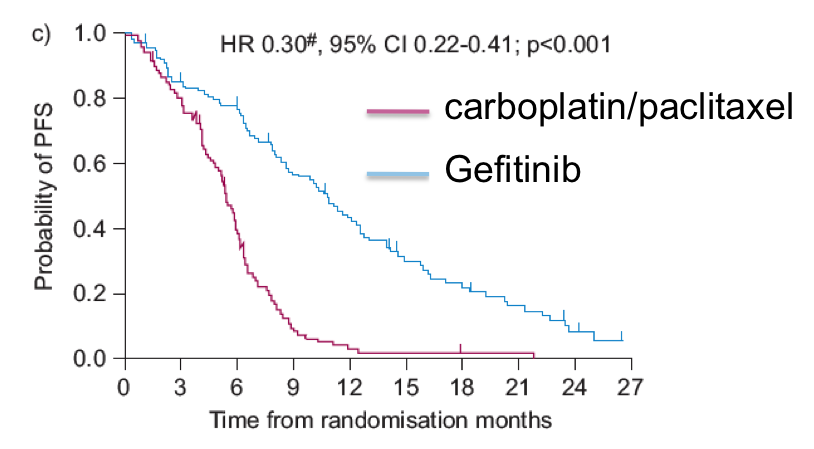 c)
HR 0.30#, 95% CI 0.22-0.41; p<0.001
carboplatin/paclitaxel
Gefitinib
Probability of PFS
1.0
0.8
0.6
0.4
0.2
0.0
0 3 6 9 12 15 18 21 24 27
Time from randomisation months